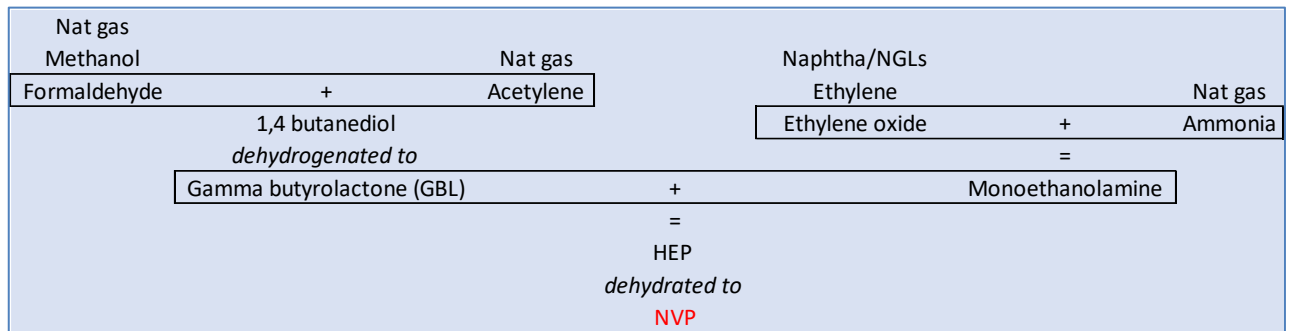 Nat gas
Methanol Nat gas Naphtha/NGLs
Formaldehyde + Acetylene Ethylene Nat gas
1,4 butanediol Ethylene oxide + Ammonia
dehydrogenated to =
Gamma butyrolactone (GBL) + Monoethanolamine
=
HEP
dehydrated to
NVP